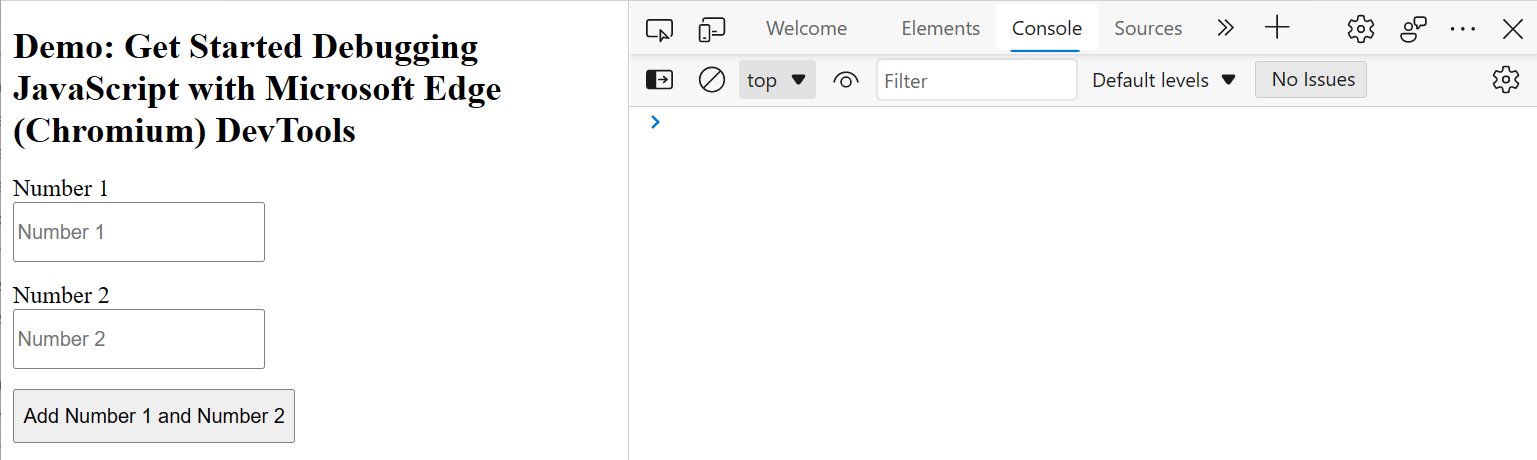 Demo: Get Started Debugging
JavaScript with Microsoft Edge
(Chromium) DevTools
Number 1
Number 1
Number 2
Number 2
Add Number 1 and Number 2
Welcome Elements Console Sources
top Filter Default levels No Issues